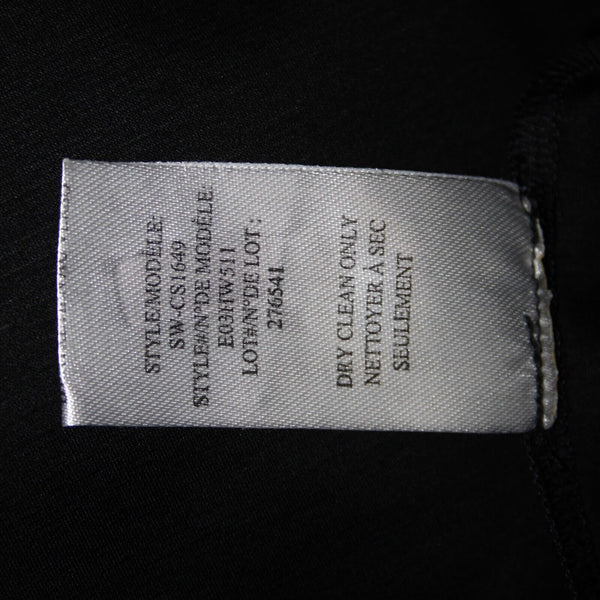 STYLE/MODÈLE:
SW-CS1649
STYLE#/N°DE MODÈLE:
E03HW511
LOT#/N°DE LOT :
276541
DRY CLEAN ONLY
NETTOYER À SEC
SEULEMENT